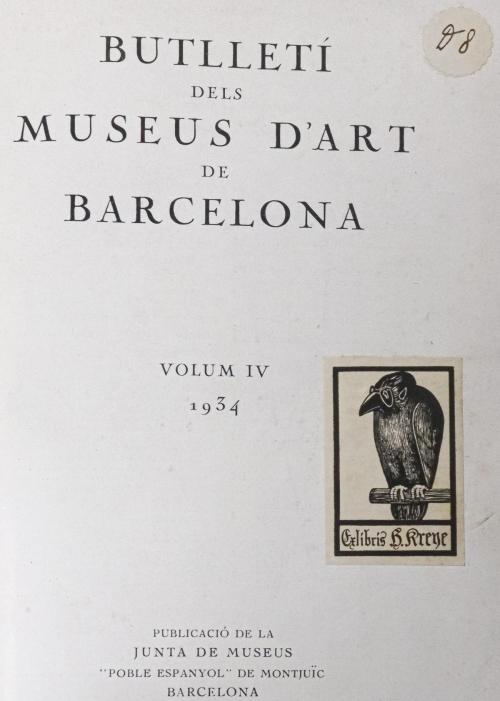 D 8
BUTLLETÍ
DELS
MUSEUS D'ART
DE
BARCELONA
VOLUM IV
1934
Exlibris H. Kreye
PUBLICACIÓ DE LA
JUNTA DE MUSEUS
"POBLE ESPANYOL" DE MONTJUÏC
BARCELONA